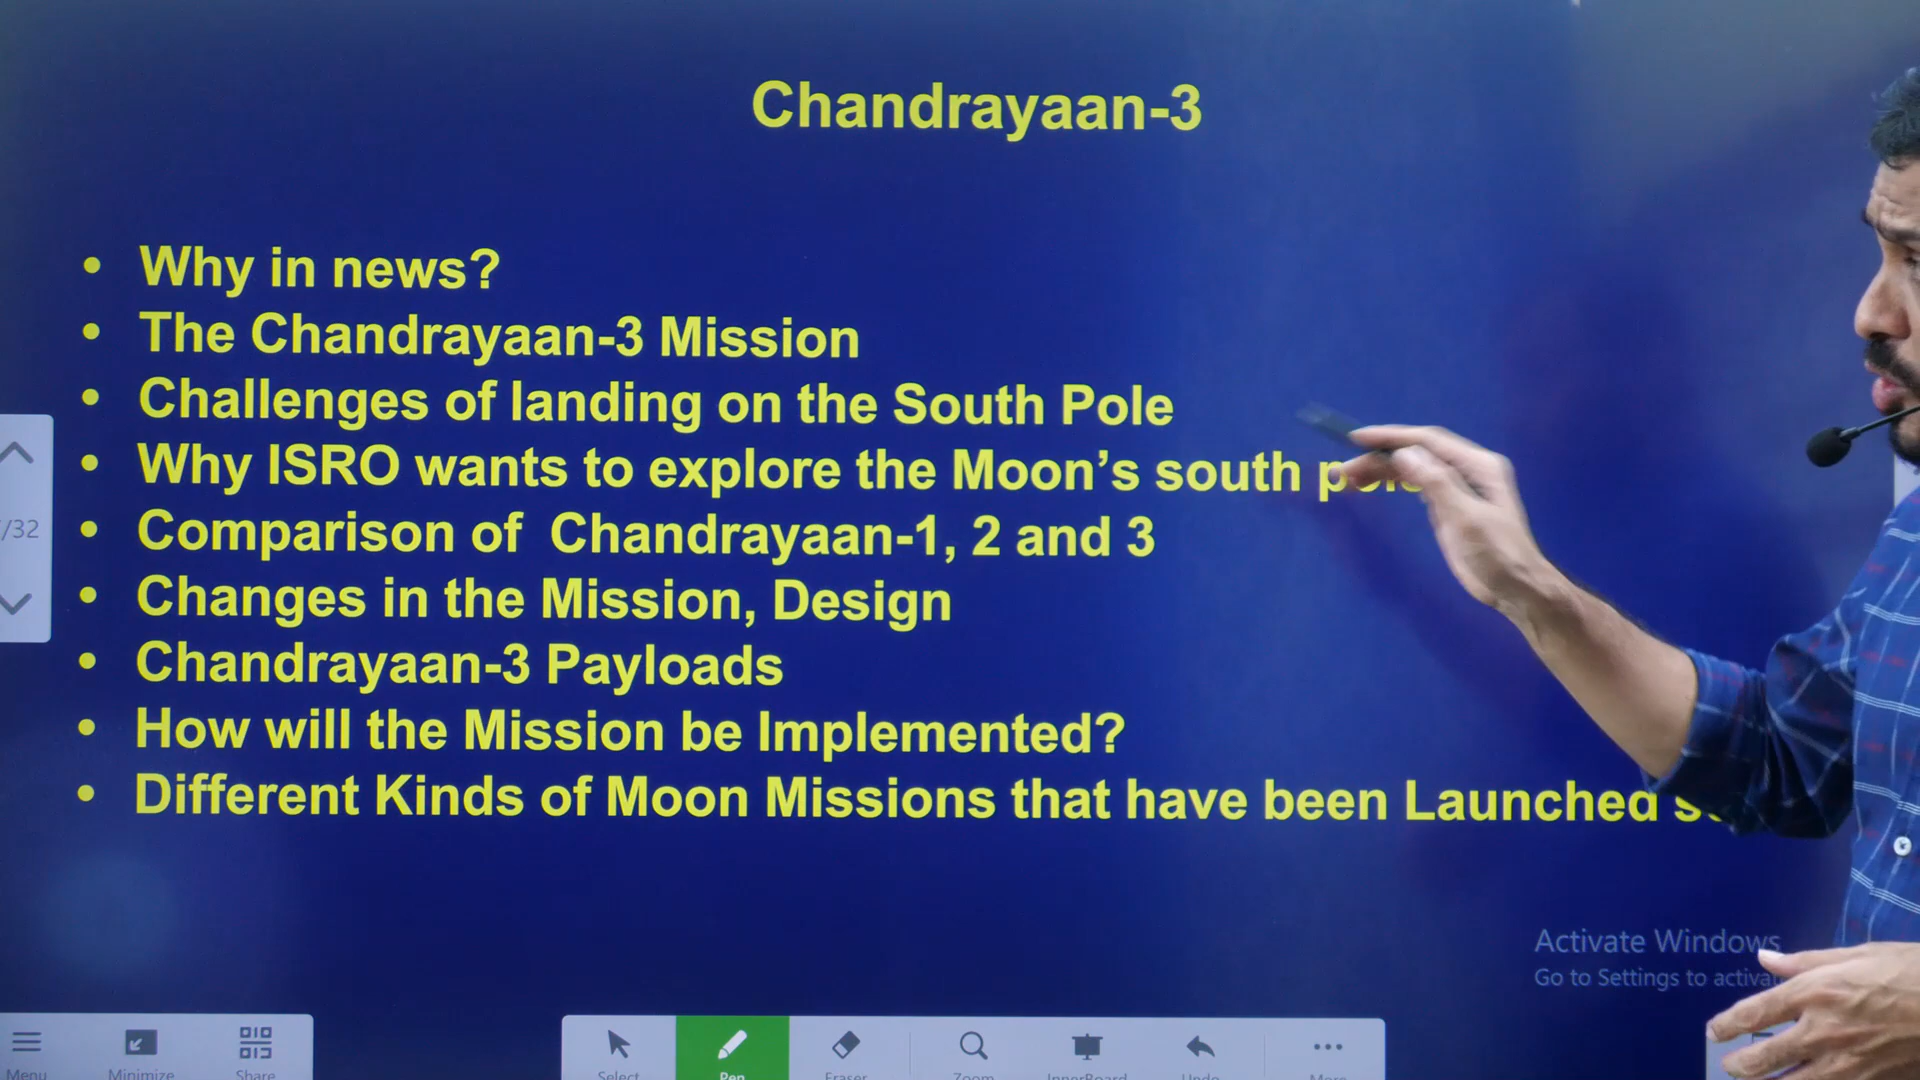 Chandrayaan-3
• Why in news?
• The Chandrayaan-3 Mission
• Challenges of landing on the South Pole
• Why ISRO wants to explore the Moon’s south
• Comparison of Chandrayaan-1, 2 and 3
• Changes in the Mission, Design
• Chandrayaan-3 Payloads
• How will the Mission be Implemented?
• Different Kinds of Moon Missions that have been Launched
/32
Activate Windows
Go to Settings to
Menu Minimize Share
Select Pen Eraser Zoom InnerBoard Undo More